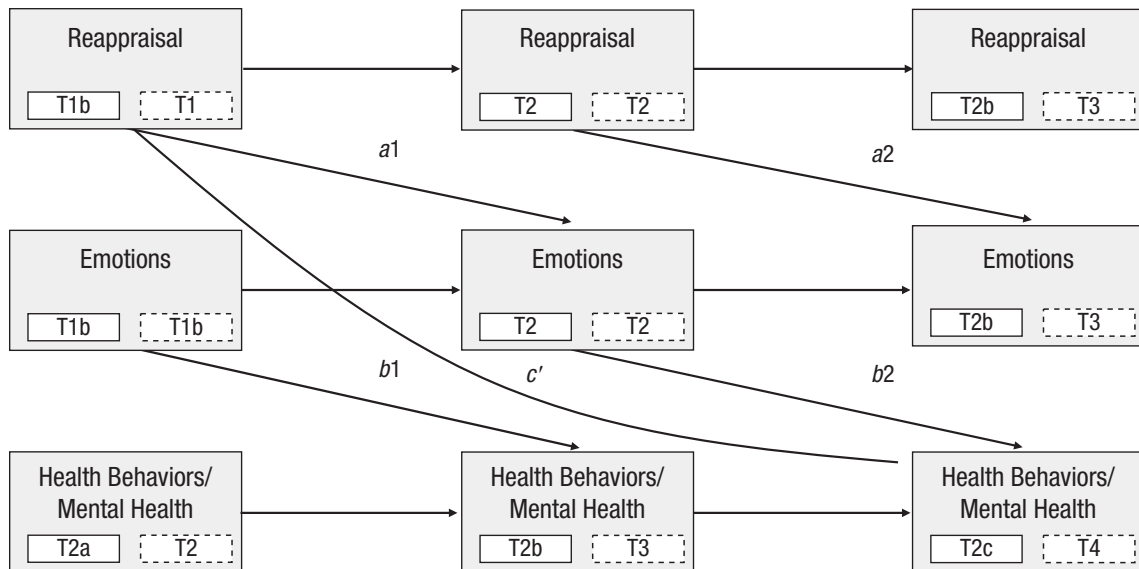 Reappraisal
T1b T1
Reappraisal
T2 T2
Reappraisal
T2b T3
a1
a2
Emotions
T1b T1b
Emotions
T2 T2
Emotions
T2b T3
b1
c′
b2
Health Behaviors/
Mental Health
T2a T2
Health Behaviors/
Mental Health
T2b T3
Health Behaviors/
Mental Health
T2c T4